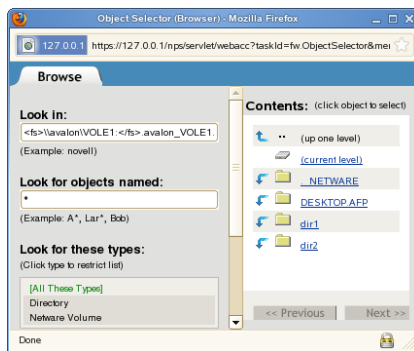 Object Selector (Browser) - Mozilla Firefox
127.0.0.1 https://127.0.0.1/nps/servlet/webacc?taskId=fw.ObjectSelector&me
Browse
Look in:
<fs>\\avalon\VOLE1:</fs>.avalon_VOLE1.
(Example: novell)
Look for objects named:
*
(Example: A*, Lar*, Bob)
Look for these types:
(Click type to restrict list)
[All These Types]
Directory
Netware Volume
Contents: (click object to select)
.. (up one level)
(current level)
__NETWARE
DESKTOP.AFP
dir1
dir2
<< Previous
Next >>
Done